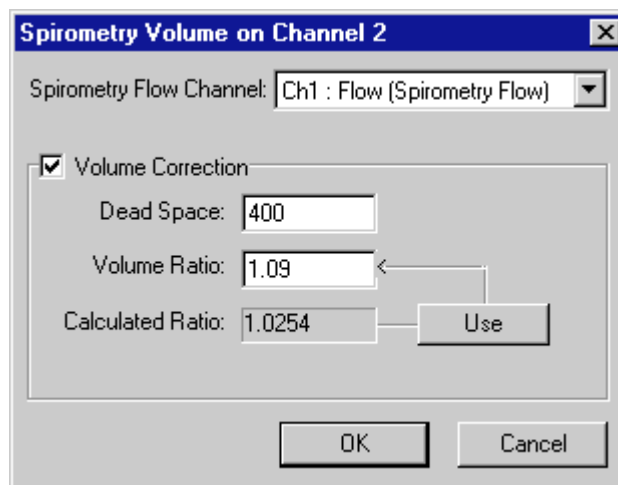 Spirometry Volume on Channel 2
Spirometry Flow Channel: Ch1 : Flow (Spirometry Flow)
Volume Correction
Dead Space: 400
Volume Ratio: 1.09
Calculated Ratio: 1.0254 Use
OK Cancel